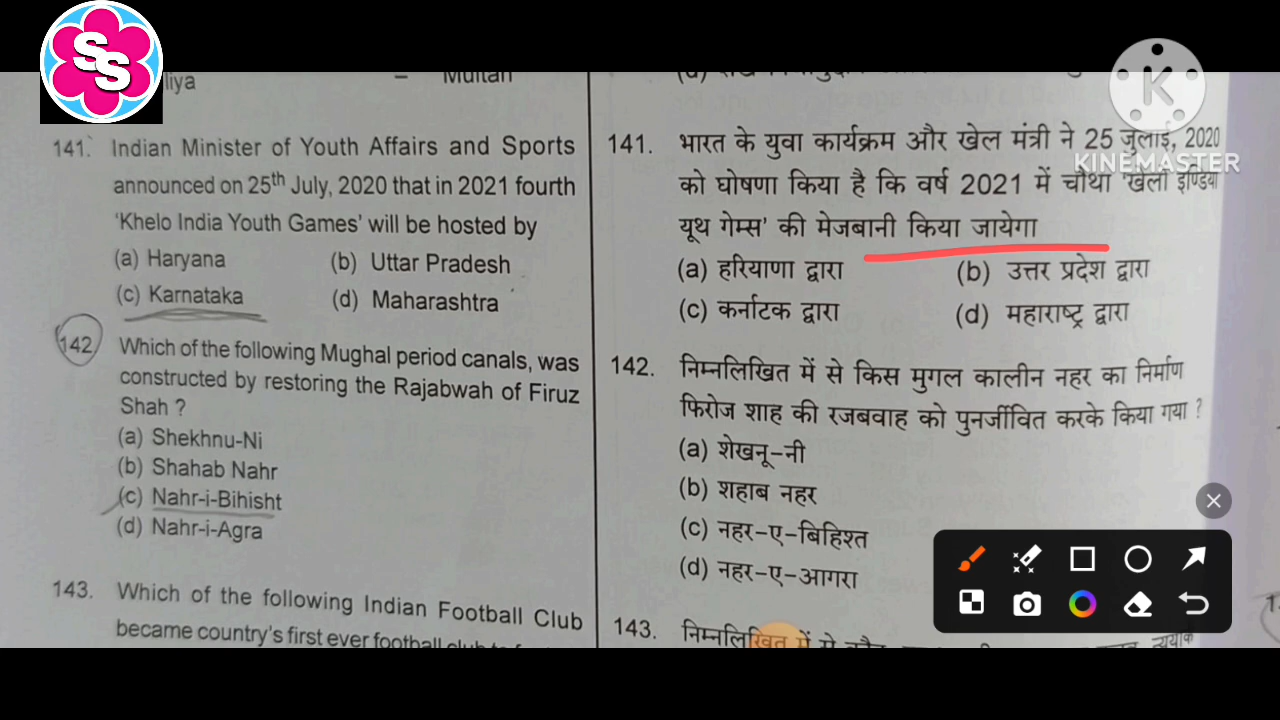 SS
KINEMASTER
liya – Multan
141. Indian Minister of Youth Affairs and Sports
announced on 25th July, 2020 that in 2021 fourth
'Khelo India Youth Games' will be hosted by
(a) Haryana (b) Uttar Pradesh
(c) Karnataka (d) Maharashtra
142. Which of the following Mughal period canals, was
constructed by restoring the Rajabwah of Firuz
Shah ?
(a) Shekhnu-Ni
(b) Shahab Nahr
(c) Nahr-i-Bihisht
(d) Nahr-i-Agra
143. Which of the following Indian Football Club
became country's first ever football club to
141. भारत के युवा कार्यक्रम और खेल मंत्री ने 25 जुलाई, 2020
को घोषणा किया है कि वर्ष 2021 में चौथा 'खेलो इण्डिया
यूथ गेम्स' की मेजबानी किया जायेगा
(a) हरियाणा द्वारा (b) उत्तर प्रदेश द्वारा
(c) कर्नाटक द्वारा (d) महाराष्ट्र द्वारा
142. निम्नलिखित में से किस मुगल कालीन नहर का निर्माण
फिरोज शाह की रजबवाह को पुनर्जीवित करके किया गया ?
(a) शेखनू-नी
(b) शहाब नहर
(c) नहर-ए-बिहिश्त
(d) नहर-ए-आगरा
143. निम्नलिखित में से कौन